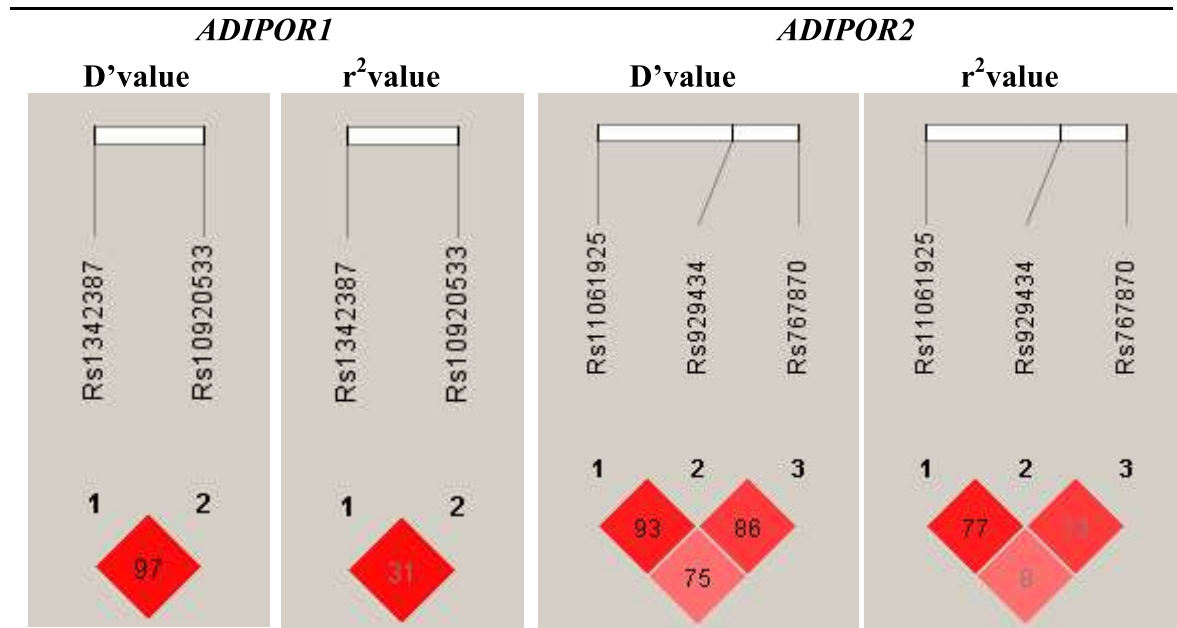 ADIPOR1 ADIPOR2
D'value r²value D'value r²value
Rs1342387 Rs10920533 Rs1342387 Rs10920533 Rs11061925 Rs929434 Rs767870 Rs11061925 Rs929434 Rs767870
1 2 1 2 1 2 3 1 2 3
97 31 93 86 77
75 8